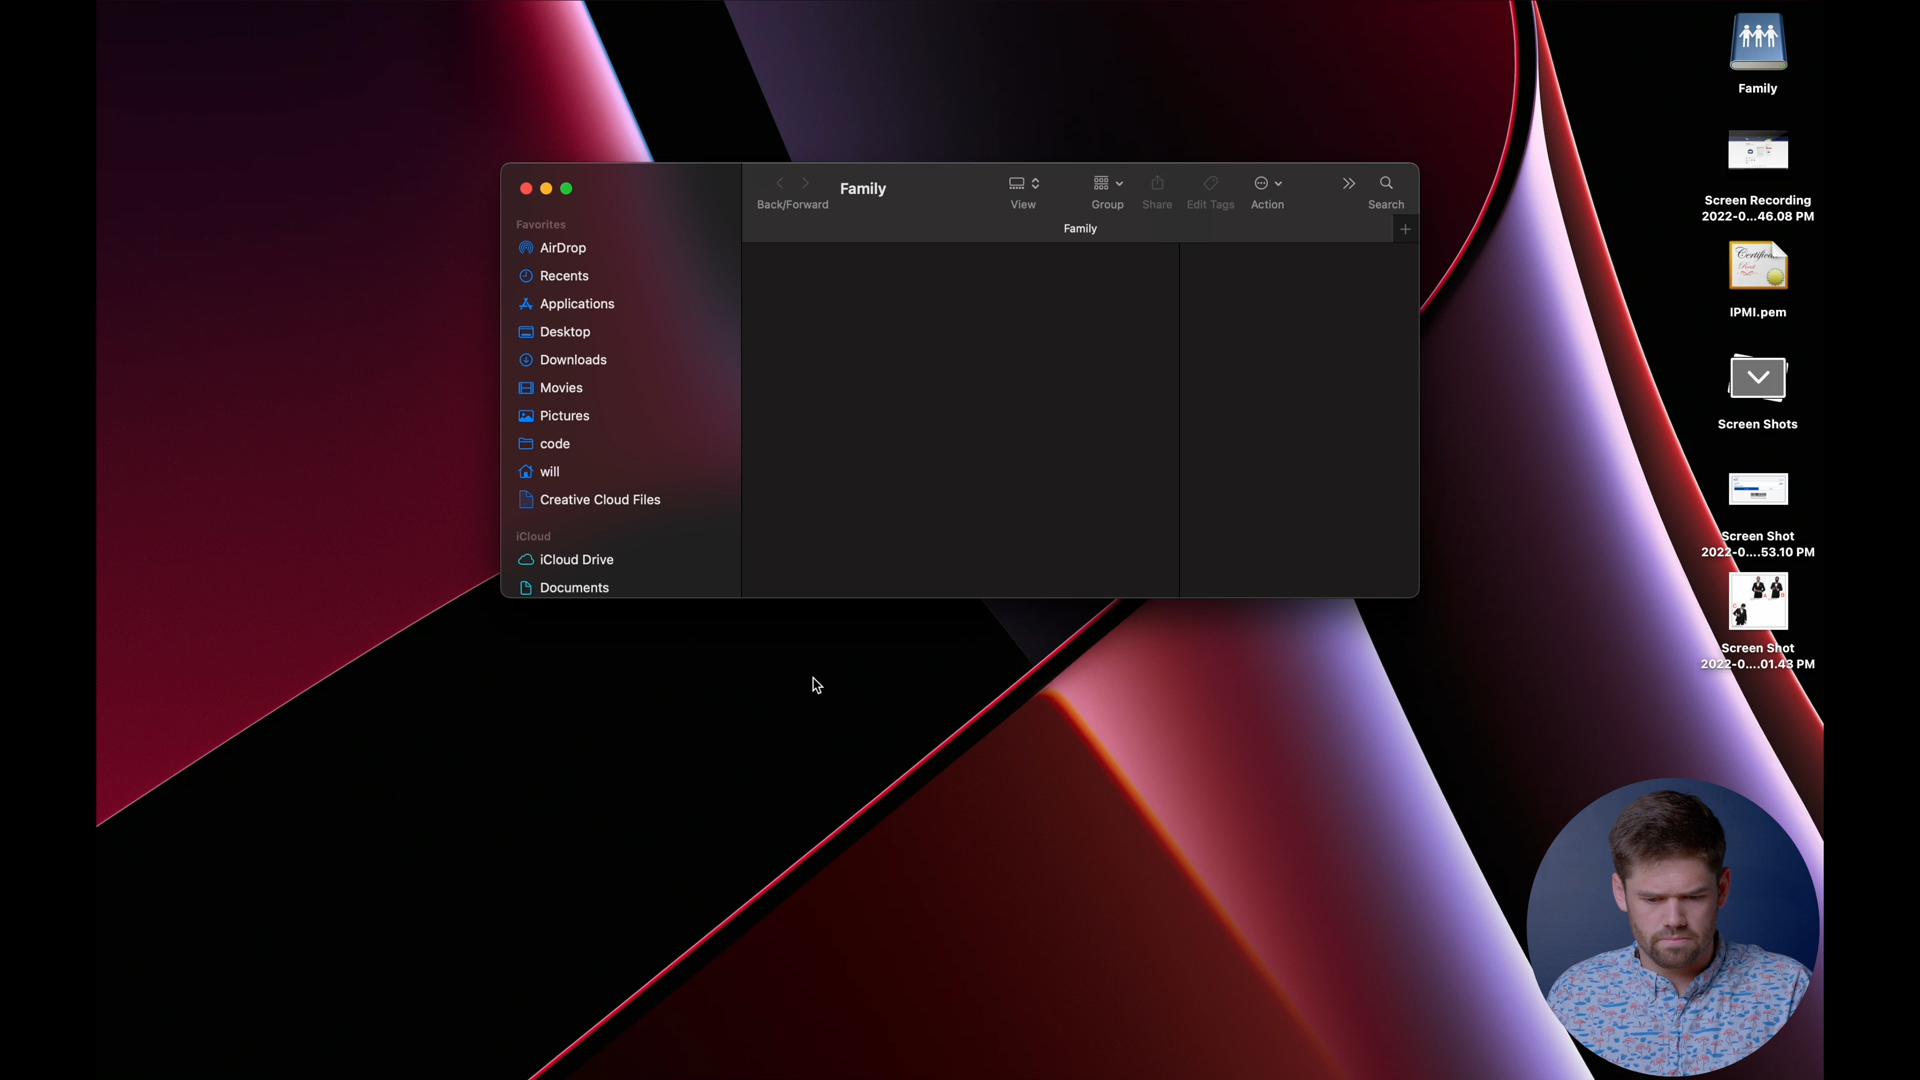 Family
Back/Forward
View
Group
Share
Edit Tags
Action
Search
Family
Favorites
AirDrop
Recents
Applications
Desktop
Downloads
Movies
Pictures
code
will
Creative Cloud Files
iCloud
iCloud Drive
Documents
Family
Screen Recording
2022-0...46.08 PM
IPMI.pem
Screen Shots
Screen Shot
2022-0....53.10 PM
Screen Shot
2022-0....01.43 PM